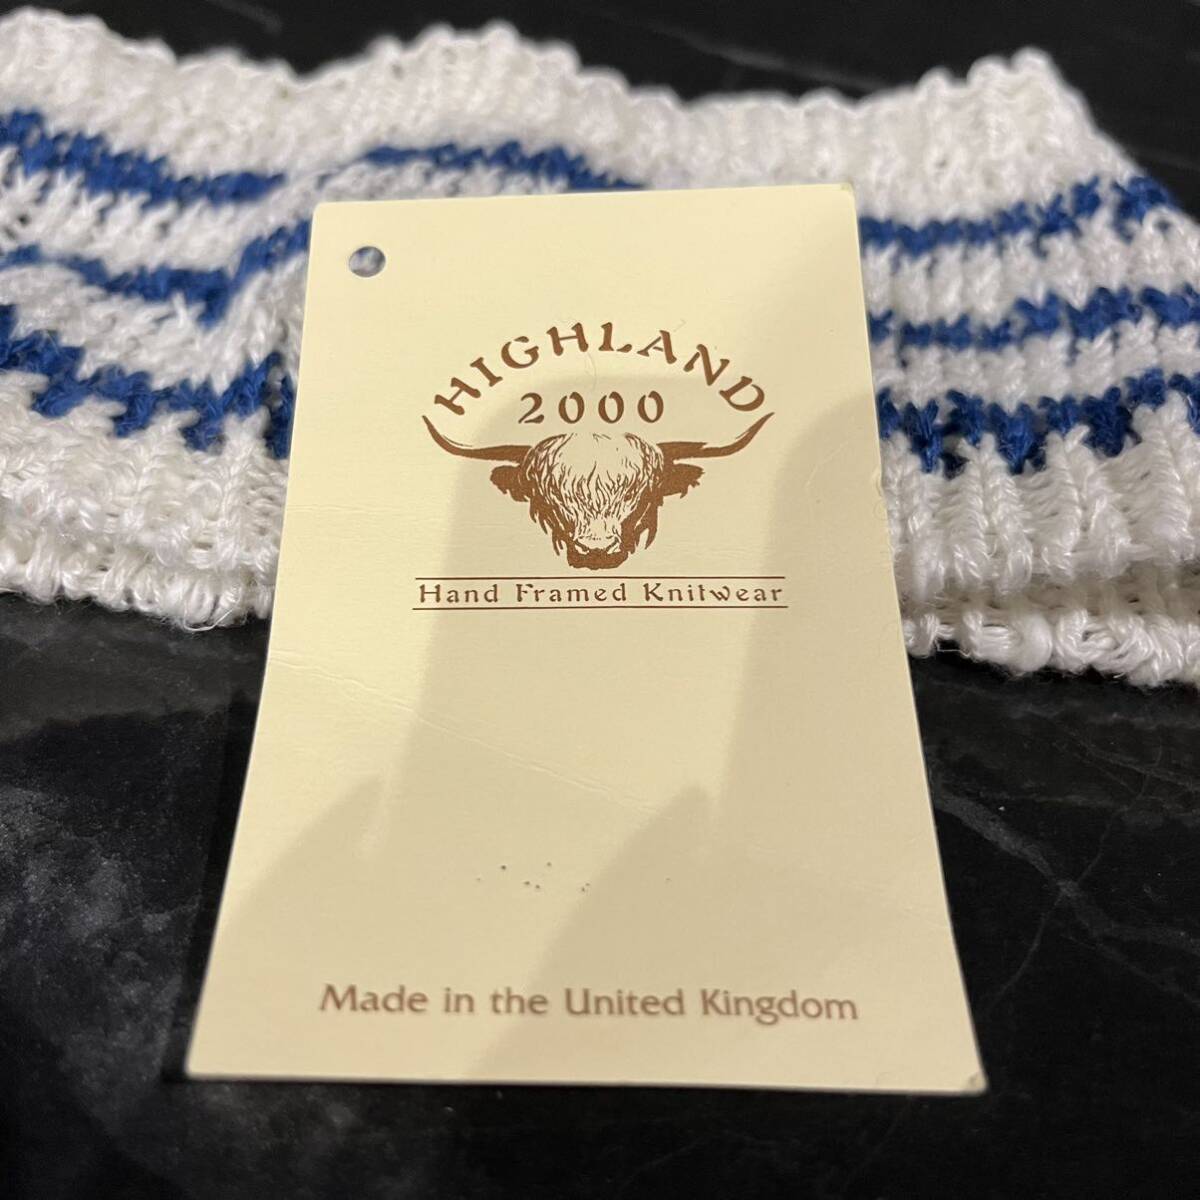 HIGHLAND
2000
Hand Framed Knitwear
Made in the United Kingdom